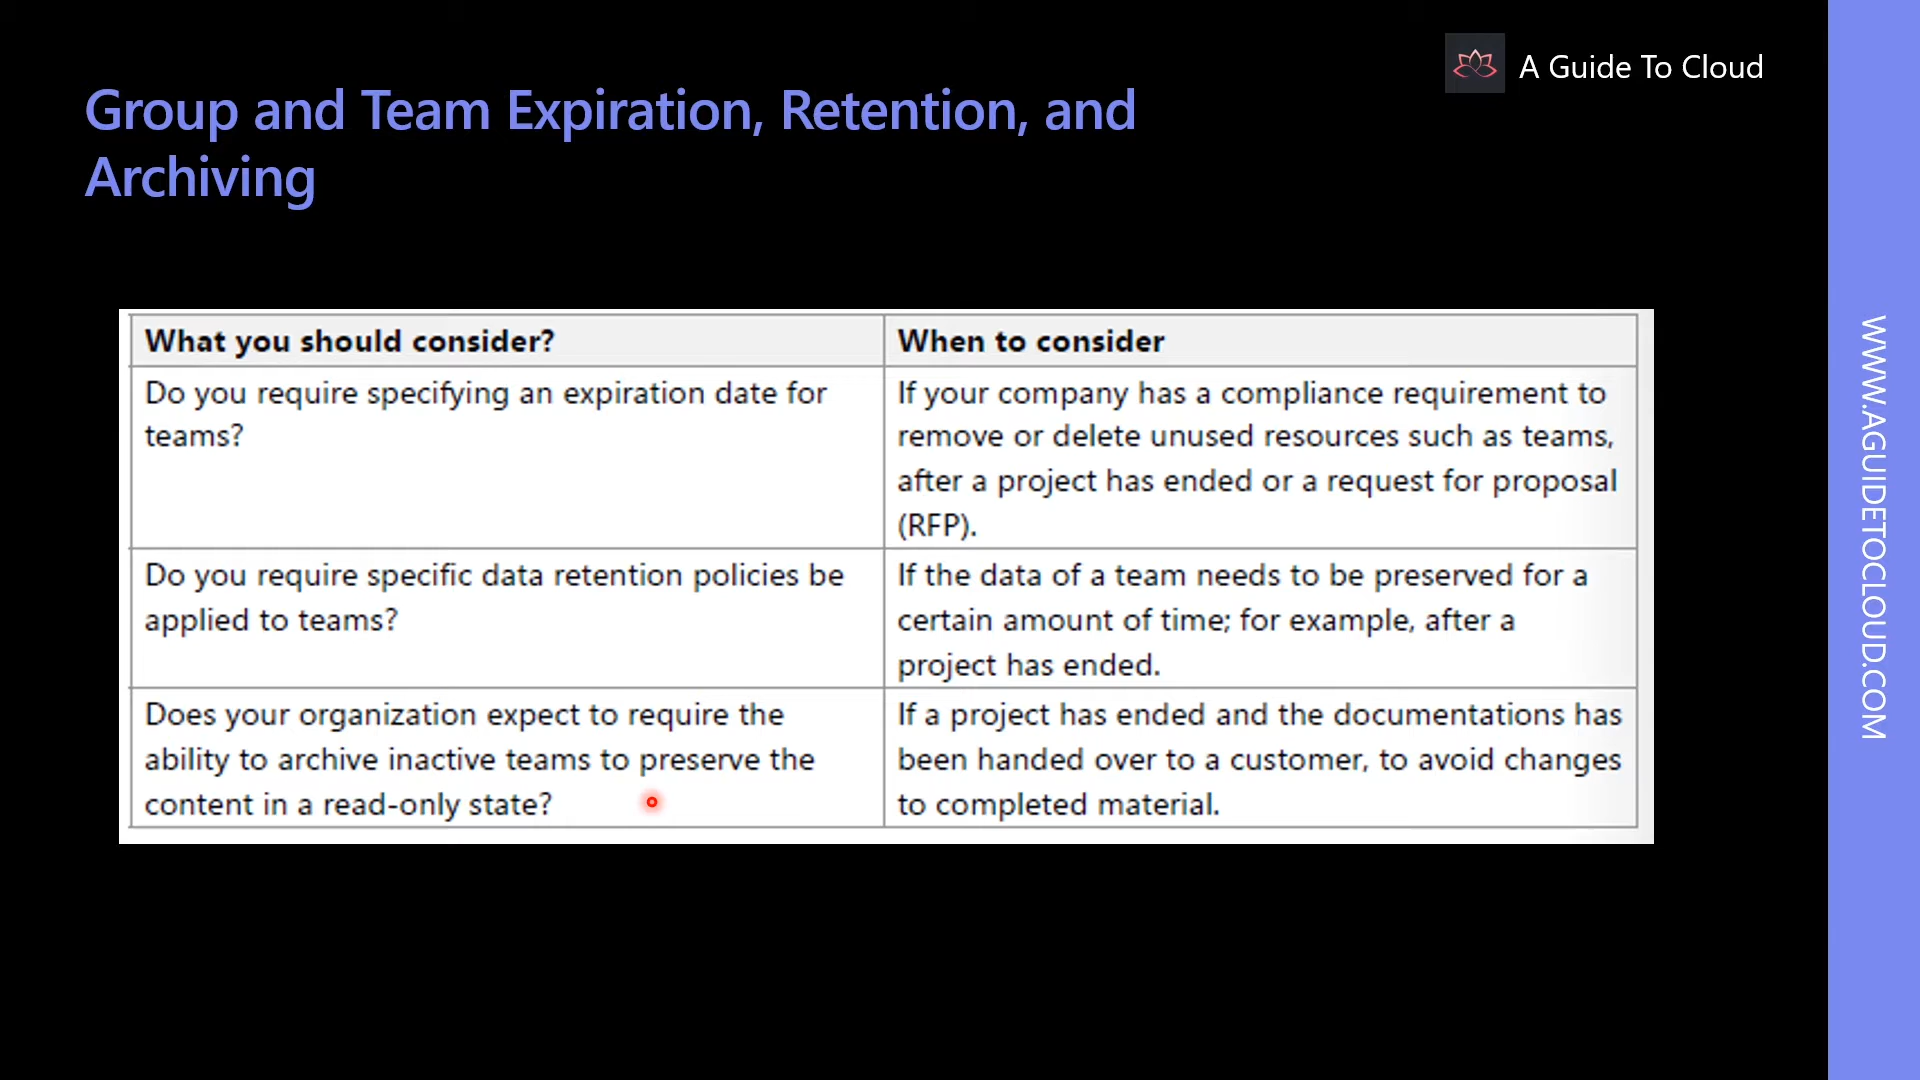 A Guide To Cloud
Group and Team Expiration, Retention, and
Archiving
What you should consider?
When to consider
Do you require specifying an expiration date for
teams?
If your company has a compliance requirement to
remove or delete unused resources such as teams,
after a project has ended or a request for proposal
(RFP).
Do you require specific data retention policies be
applied to teams?
If the data of a team needs to be preserved for a
certain amount of time; for example, after a
project has ended.
Does your organization expect to require the
ability to archive inactive teams to preserve the
content in a read-only state?
If a project has ended and the documentations has
been handed over to a customer, to avoid changes
to completed material.
WWW.AGUIDETOCLOUD.COM